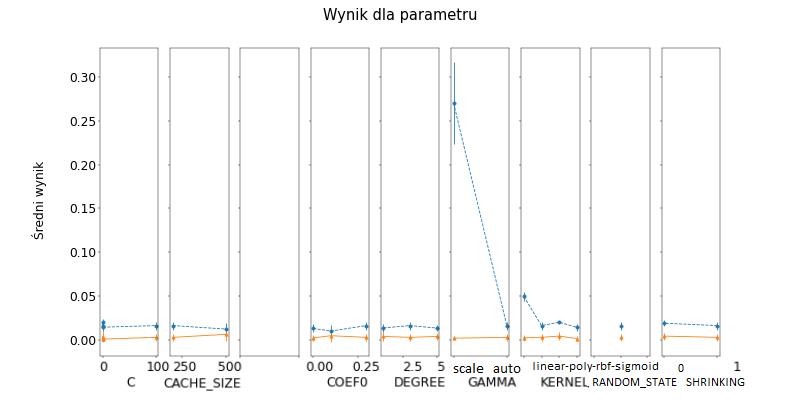 Wynik dla parametru
Średni wynik
0.30
0.25
0.20
0.15
0.10
0.05
0.00
0 100 250 500 0.00 0.25 2.5 5 scale auto linear-poly-rbf-sigmoid 0 1
C CACHE_SIZE COEF0 DEGREE GAMMA KERNEL RANDOM_STATE SHRINKING